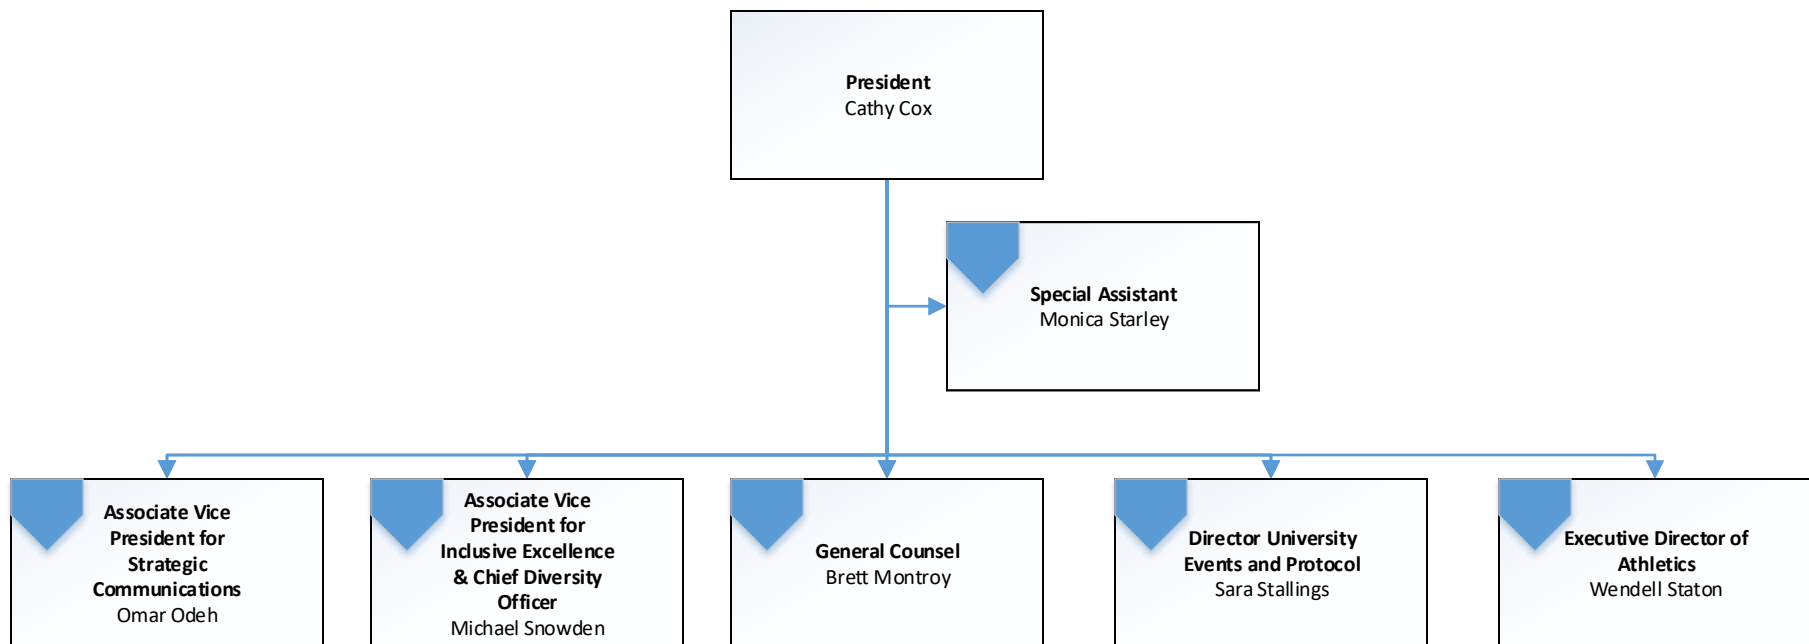 President
Cathy Cox
Special Assistant
Monica Starley
Associate Vice
President for
Strategic
Communications
Omar Odeh
Associate Vice
President for
Inclusive Excellence
& Chief Diversity
Officer
Michael Snowden
General Counsel
Brett Montroy
Director University
Events and Protocol
Sara Stallings
Executive Director of
Athletics
Wendell Staton